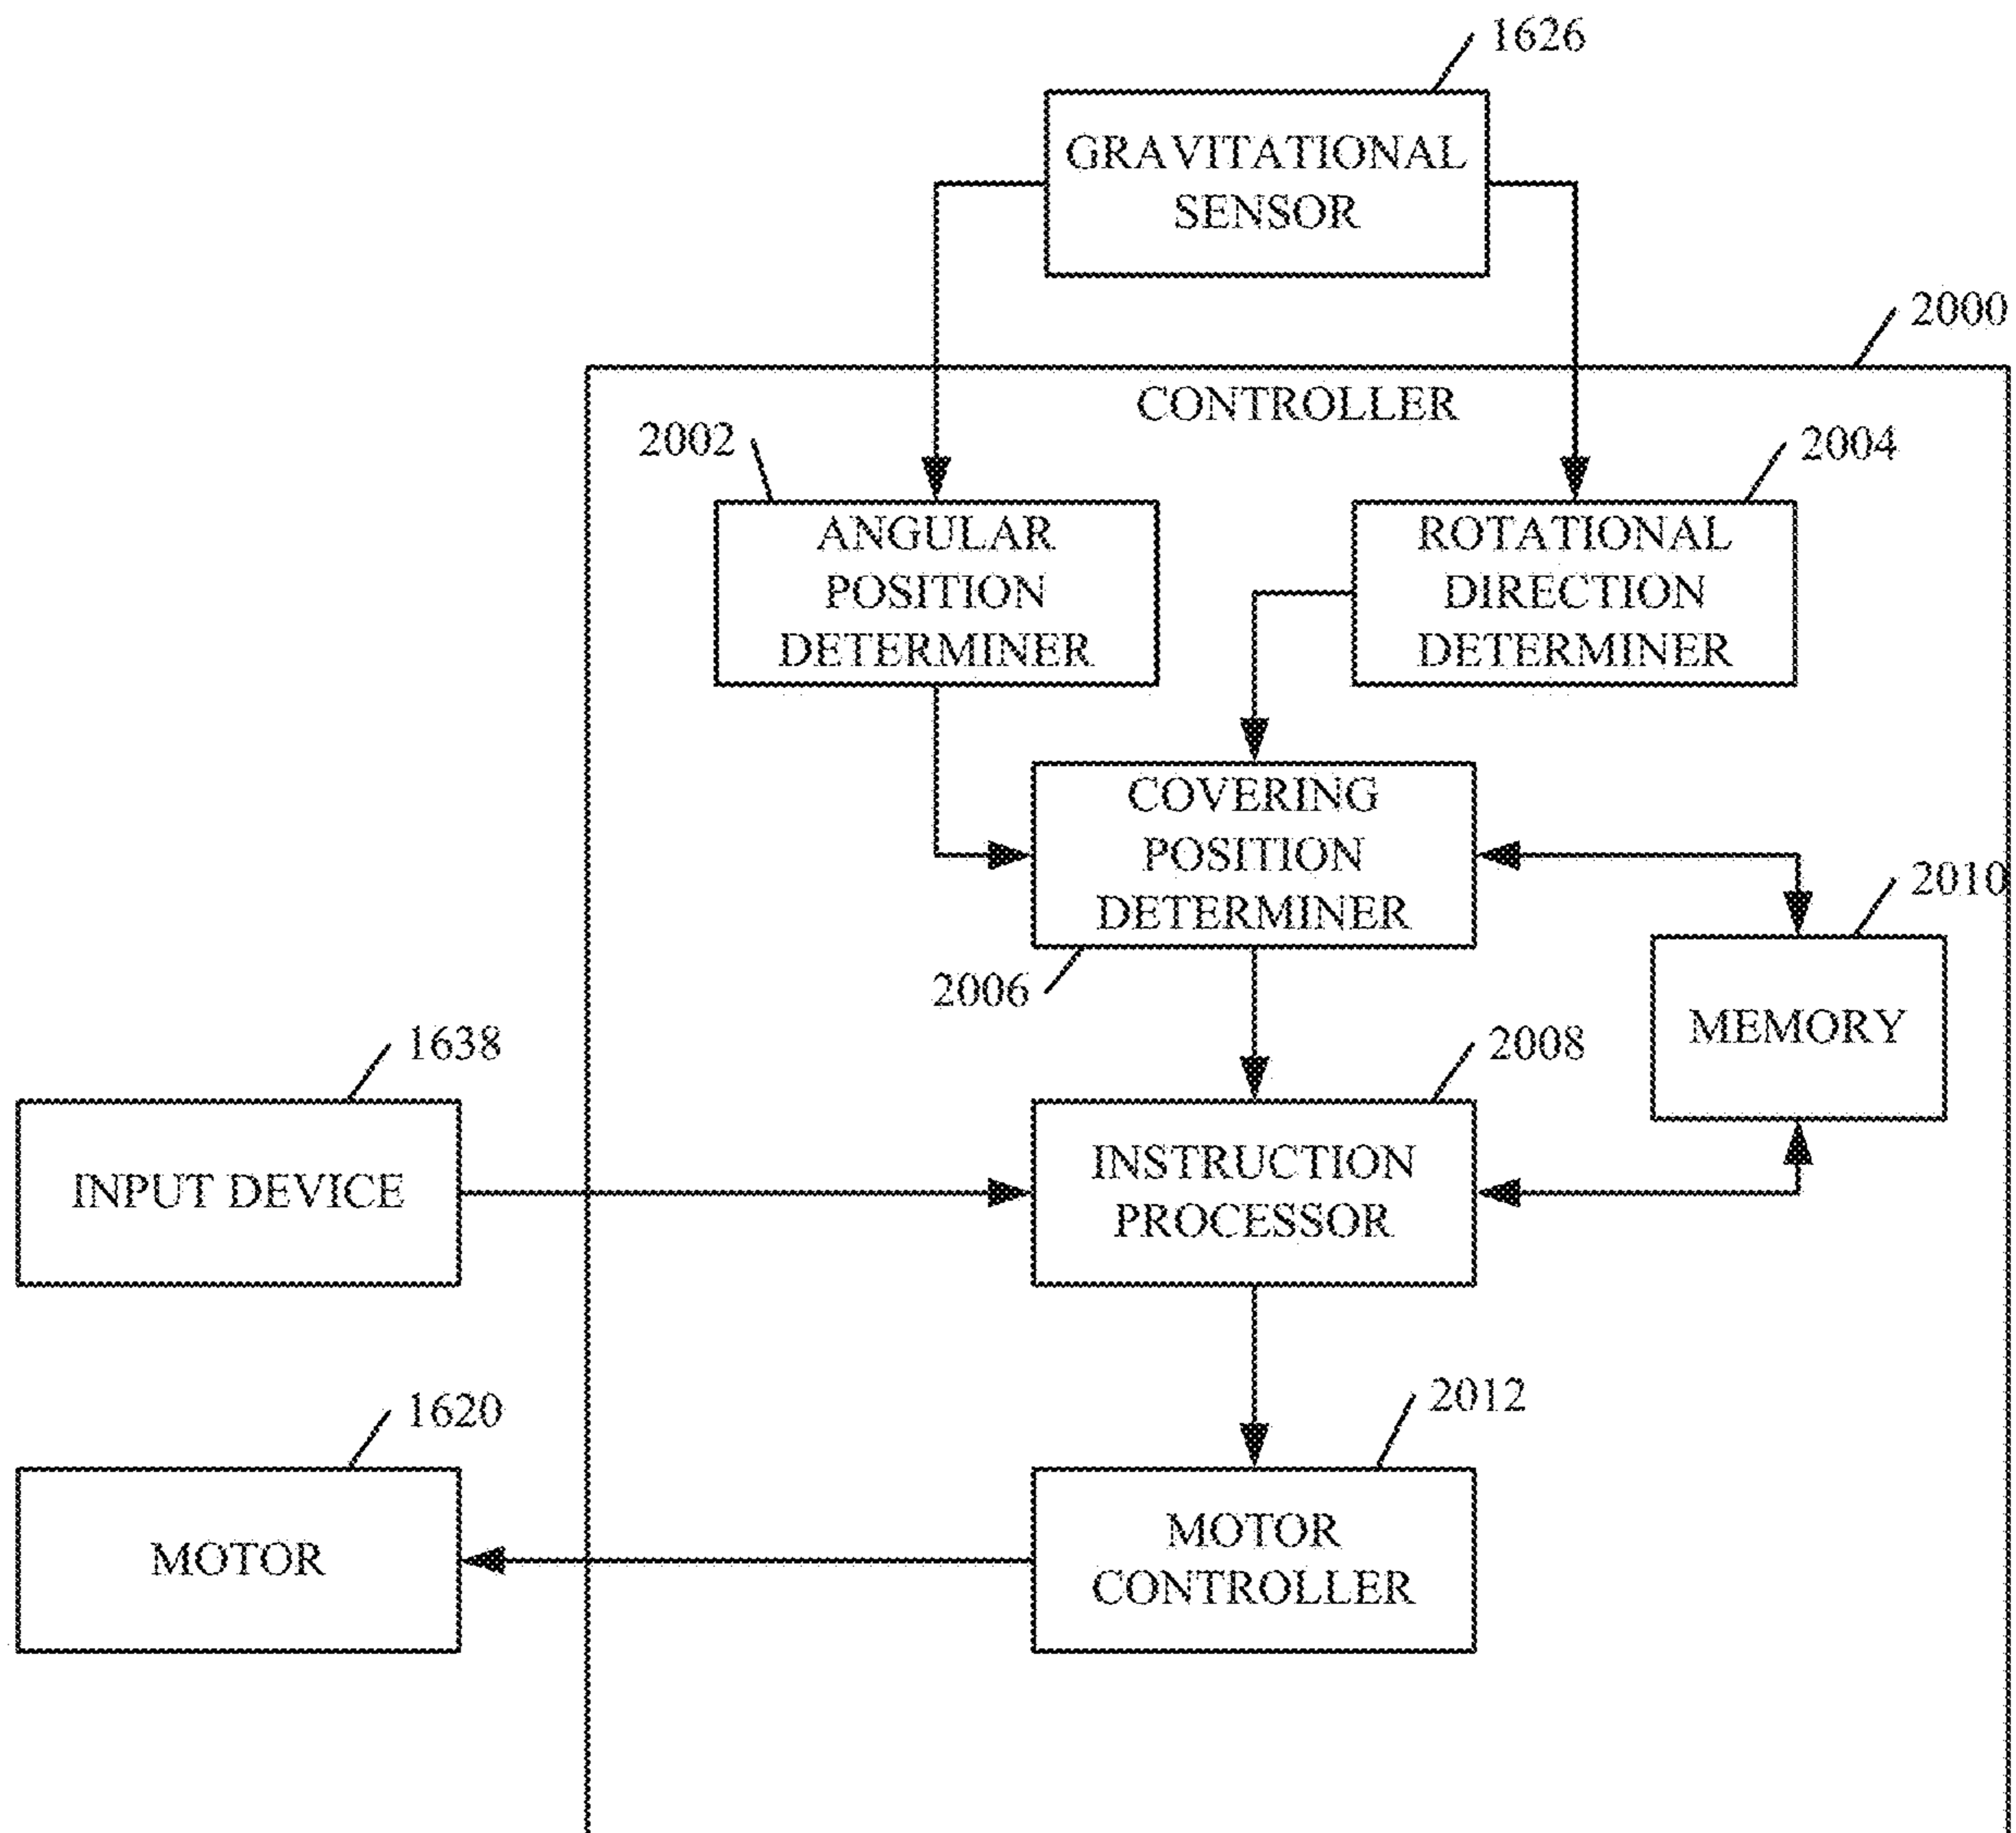 1626
GRAVITATIONAL
SENSOR
2000
CONTROLLER
2002
2004
ANGULAR
POSITION
DETERMINER
ROTATIONAL
DIRECTION
DETERMINER
COVERING
POSITION
DETERMINER
2010
2006
MEMORY
1638
2008
INPUT DEVICE
INSTRUCTION
PROCESSOR
1620
2012
MOTOR
MOTOR
CONTROLLER